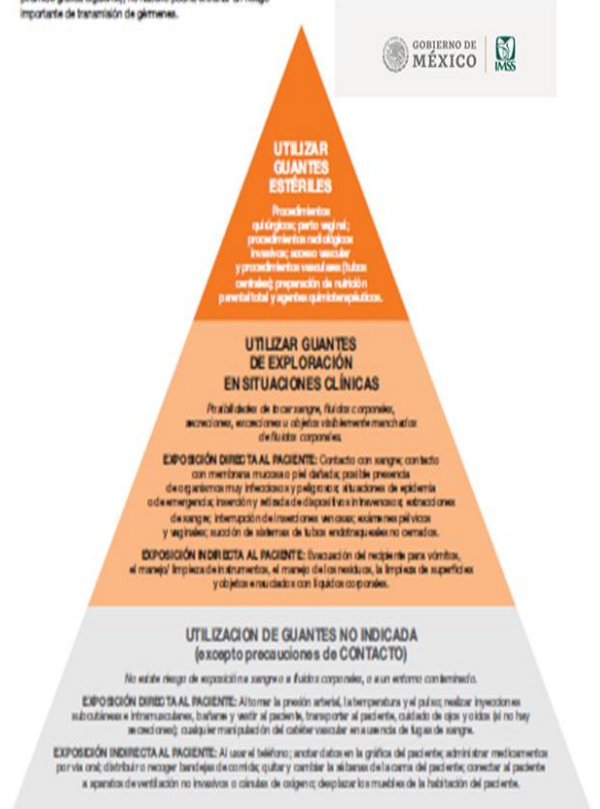 importante de transmisión de gérmenes.
GOBIERNO DE
MÉXICO
IMSS
UTILIZAR
GUANTES
ESTÉRILES
Procedimientos
quirúrgicos; parto vaginal;
procedimientos radiológicos
invasivos; acceso vascular
y procedimientos vasculares (tubos
centrales); preparación de nutrición
parental total y agentes quimioterapéuticos.
UTILIZAR GUANTES
DE EXPLORACIÓN
EN SITUACIONES CLÍNICAS
Posibilidades de tocar sangre, fluidos corporales,
secreciones, excreciones u objetos visiblemente manchados
de fluidos corporales.
EXPOSICIÓN DIRECTA AL PACIENTE: Contacto con sangre; contacto
con membrana mucosa o piel dañada; posible presencia
de organismos muy infecciosos y peligrosos; situaciones de epidemia
o de emergencia; inserción y retirada de dispositivos intravenosos; extracciones
de sangre; interrupción de inserciones venosas; exámenes pélvicos
y vaginales; succión de sistemas de tubos endotraqueales no cerrados.
EXPOSICIÓN INDIRECTA AL PACIENTE: Evacuación del recipiente para vómitos,
el manejo/ limpieza de instrumentos, el manejo de los residuos, la limpieza de superficies
y objetos ensuciados con líquidos corporales.
UTILIZACION DE GUANTES NO INDICADA
(excepto precauciones de CONTACTO)
No existe riesgo de exposición a sangre o a fluidos corporales, o a un entorno contaminado.
EXPOSICIÓN DIRECTA AL PACIENTE: Al tomar la presión arterial, la temperatura y el pulso; realizar inyecciones
subcutáneas e intramusculares, bañarse y vestir al paciente, transportar al paciente, cuidado de ojos y oídos (si no hay
secreciones); cualquier manipulación del catéter vascular en ausencia de fugas de sangre.
EXPOSICIÓN INDIRECTA AL PACIENTE: Al usar el teléfono; anotar datos en la gráfica del paciente; administrar medicamentos
por vía oral; distribuir o recoger bandejas de comida; quitar y cambiar la sábanas de la cama del paciente; conectar al paciente
a aparatos de ventilación no invasivos o cánulas de oxígeno; desplazar los muebles de la habitación del paciente.